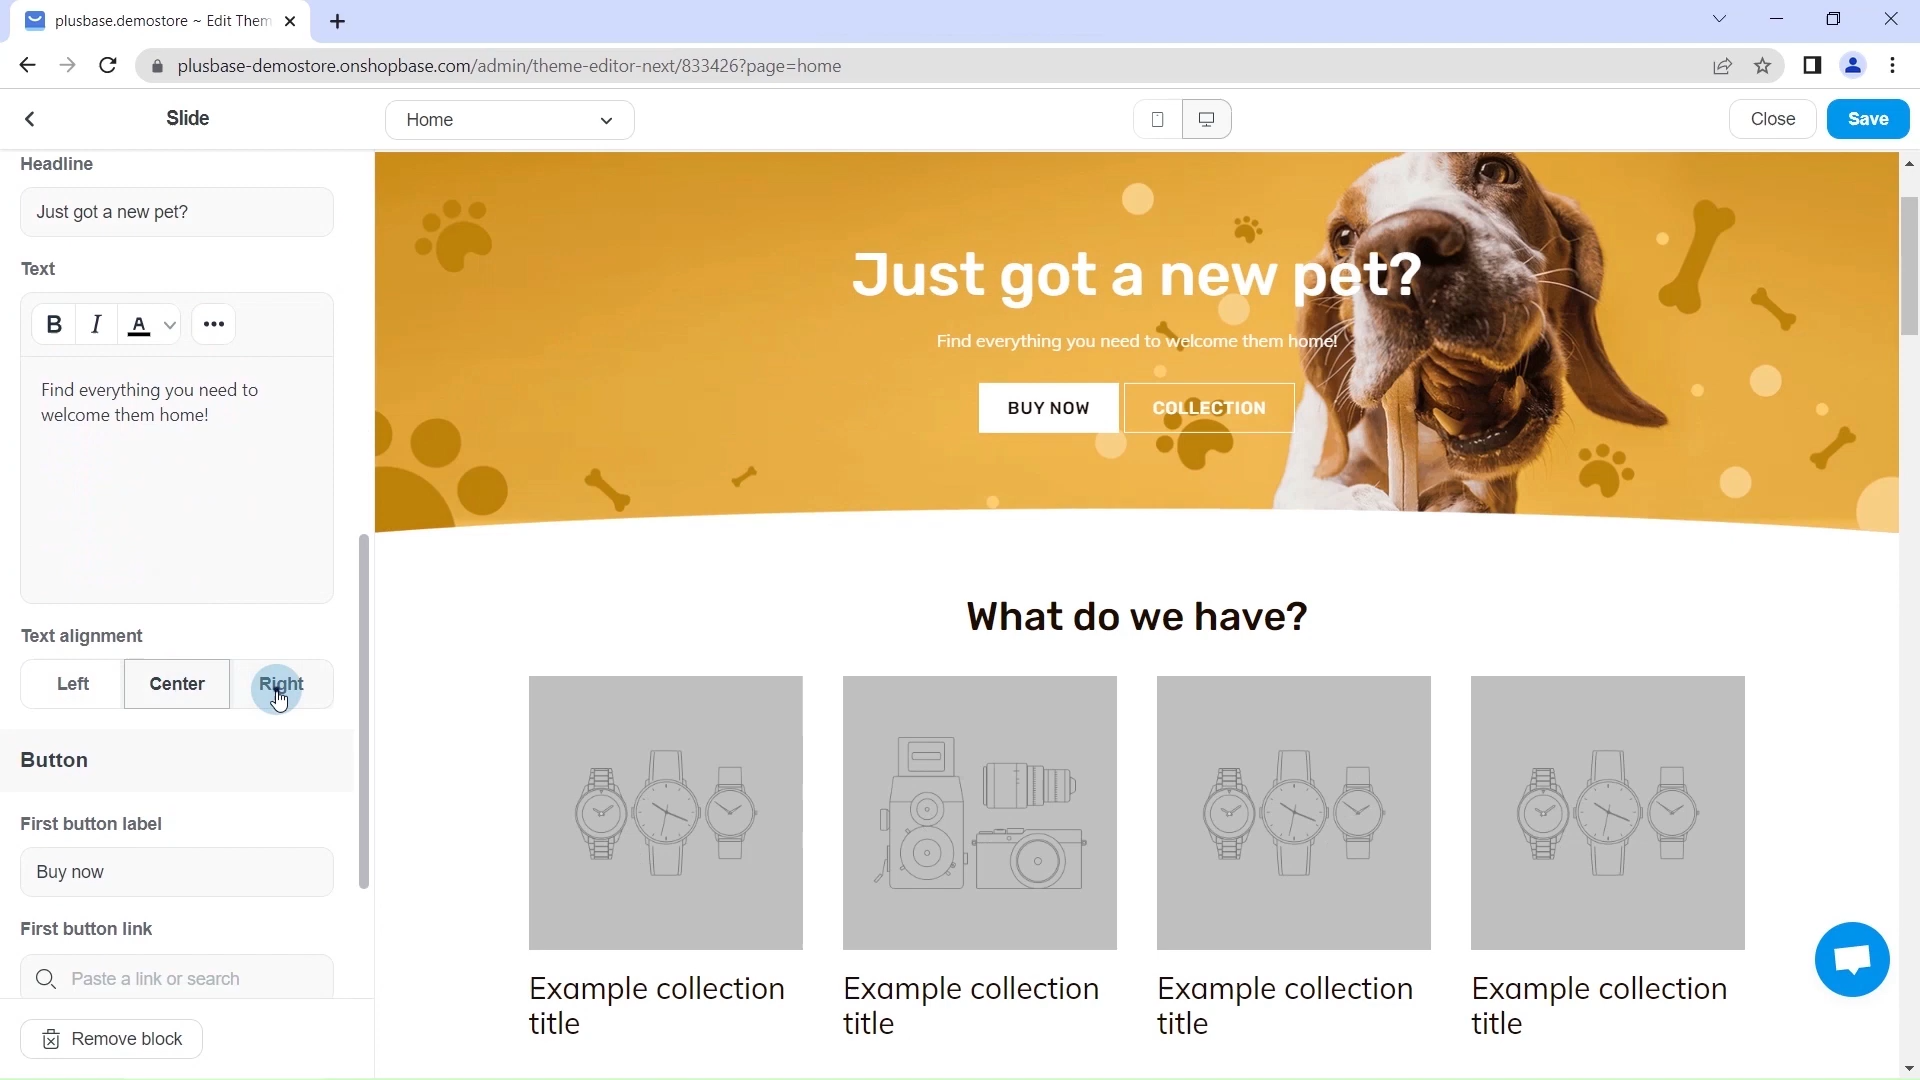 plusbase.demostore ~ Edit Them
plusbase-demostore.onshopbase.com/admin/theme-editor-next/833426?page=home
Slide
Home
Close
Save
Headline
Just got a new pet?
Text
B I A
Find everything you need to
welcome them home!
Text alignment
Left
Center
Right
Button
First button label
Buy now
First button link
Paste a link or search
Remove block
Just got a new pet?
Find everything you need to welcome them home!
BUY NOW
COLLECTION
What do we have?
Example collection
title
Example collection
title
Example collection
title
Example collection
title